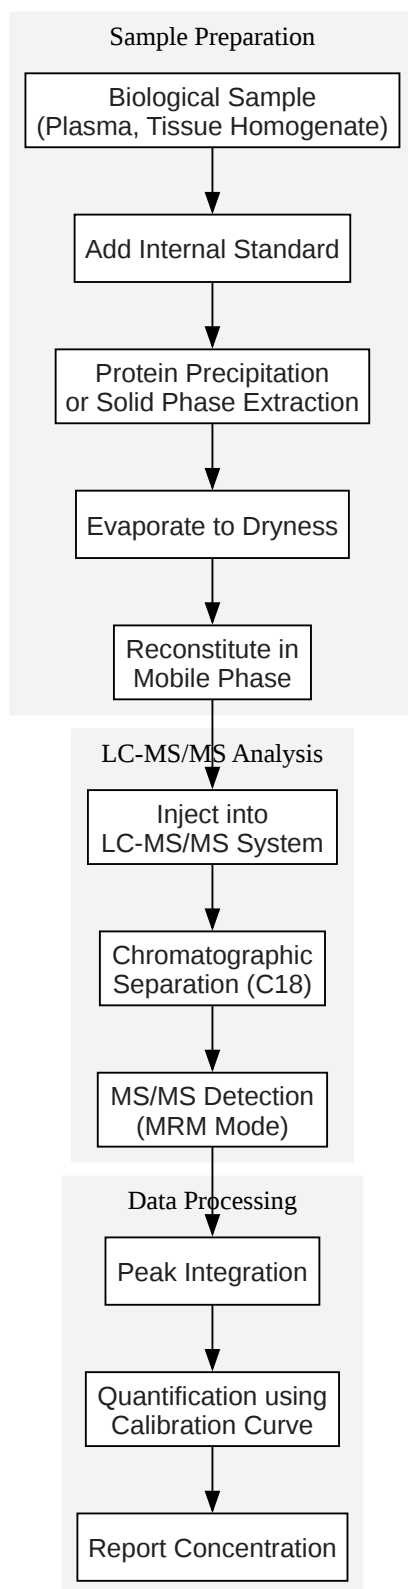 Sample Preparation
Biological Sample
(Plasma, Tissue Homogenate)
Add Internal Standard
Protein Precipitation
or Solid Phase Extraction
Evaporate to Dryness
Reconstitute in
Mobile Phase
LC-MS/MS Analysis
Inject into
LC-MS/MS System
Chromatographic
Separation (C18)
MS/MS Detection
(MRM Mode)
Data Processing
Peak Integration
Quantification using
Calibration Curve
Report Concentration